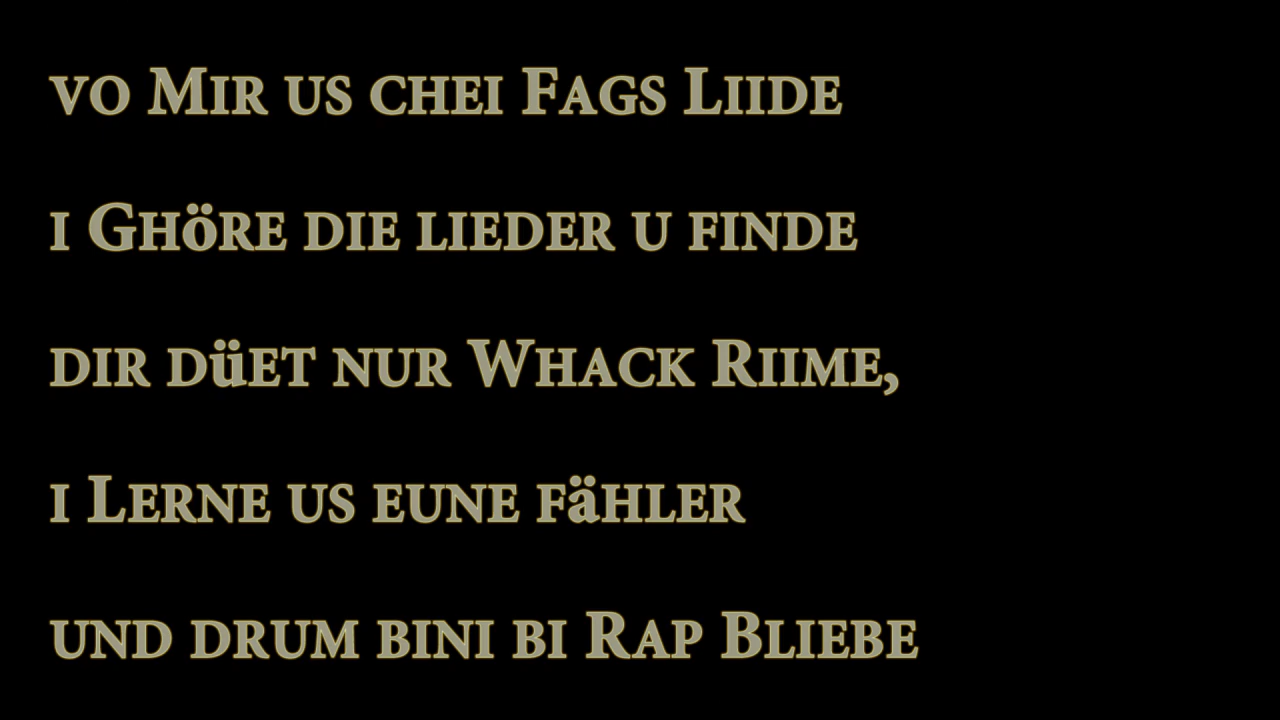 vo Mir us chei Fags Liide
i Ghöre die lieder u finde
dir düet nur Whack Riime,
i Lerne us eune fähler
und drum bini bi Rap Bliebe